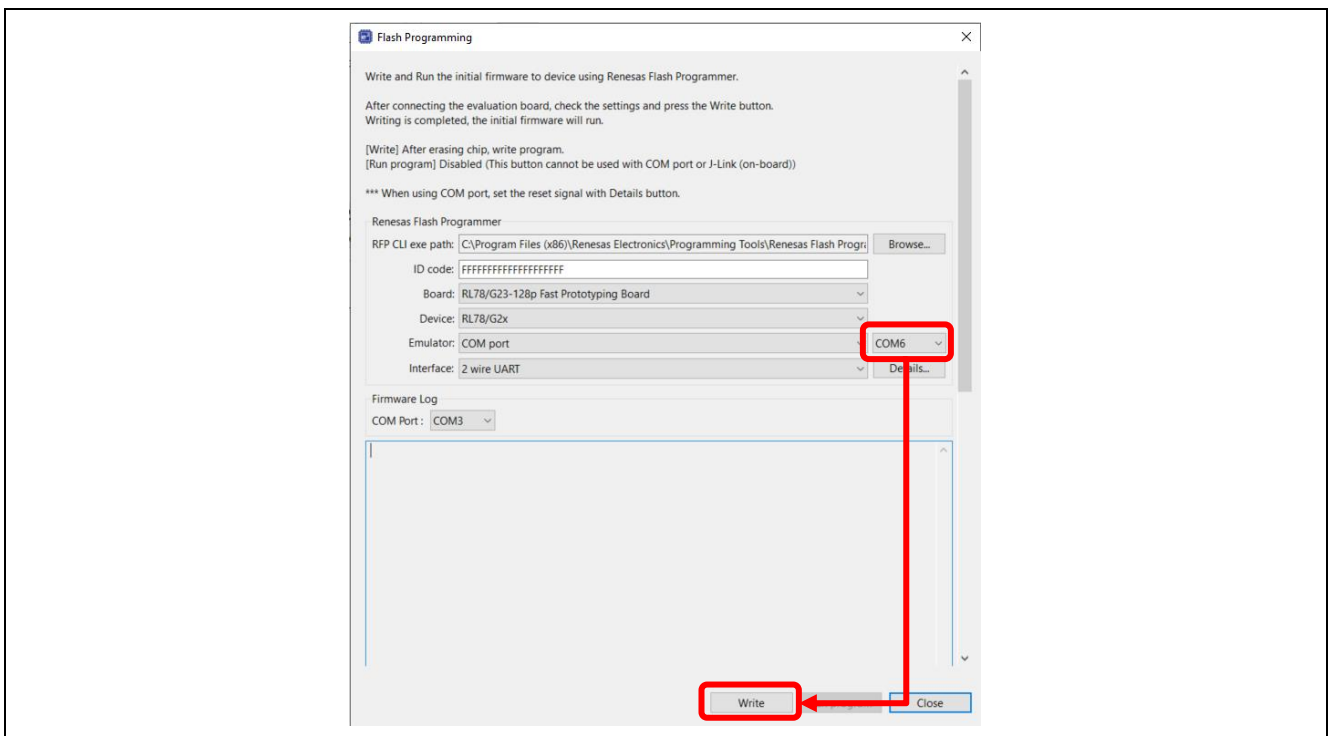 Flash Programming
Write and Run the initial firmware to device using Renesas Flash Programmer.
After connecting the evaluation board, check the settings and press the Write button.
Writing is completed, the initial firmware will run.
[Write] After erasing chip, write program.
[Run program] Disabled (This button cannot be used with COM port or J-Link (on-board))
*** When using COM port, set the reset signal with Details button.
Renesas Flash Programmer
RFP CLI exe path: C:\Program Files (x86)\Renesas Electronics\Programming Tools\Renesas Flash Progra Browse...
ID code: FFFFFFFFFFFFFFFFFFFF
Board: RL78/G23-128p Fast Prototyping Board
Device: RL78/G2x
Emulator: COM port COM6
Interface: 2 wire UART Details...
Firmware Log
COM Port : COM3
Write Close